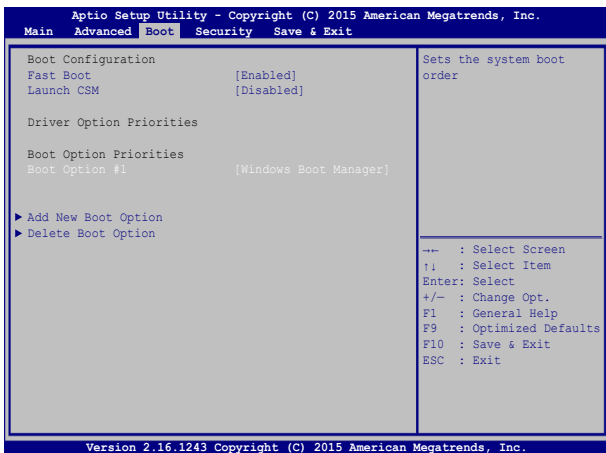 Aptio Setup Utility - Copyright (C) 2015 American Megatrends, Inc.
Main Advanced Boot Security Save & Exit
Boot Configuration
Fast Boot [Enabled]
Launch CSM [Disabled]
Driver Option Priorities
Boot Option Priorities
Boot Option #1 [Windows Boot Manager]
▶ Add New Boot Option
▶ Delete Boot Option
Sets the system boot
order
→← : Select Screen
↑↓ : Select Item
Enter: Select
+/— : Change Opt.
F1 : General Help
F9 : Optimized Defaults
F10 : Save & Exit
ESC : Exit
Version 2.16.1243 Copyright (C) 2015 American Megatrends, Inc.